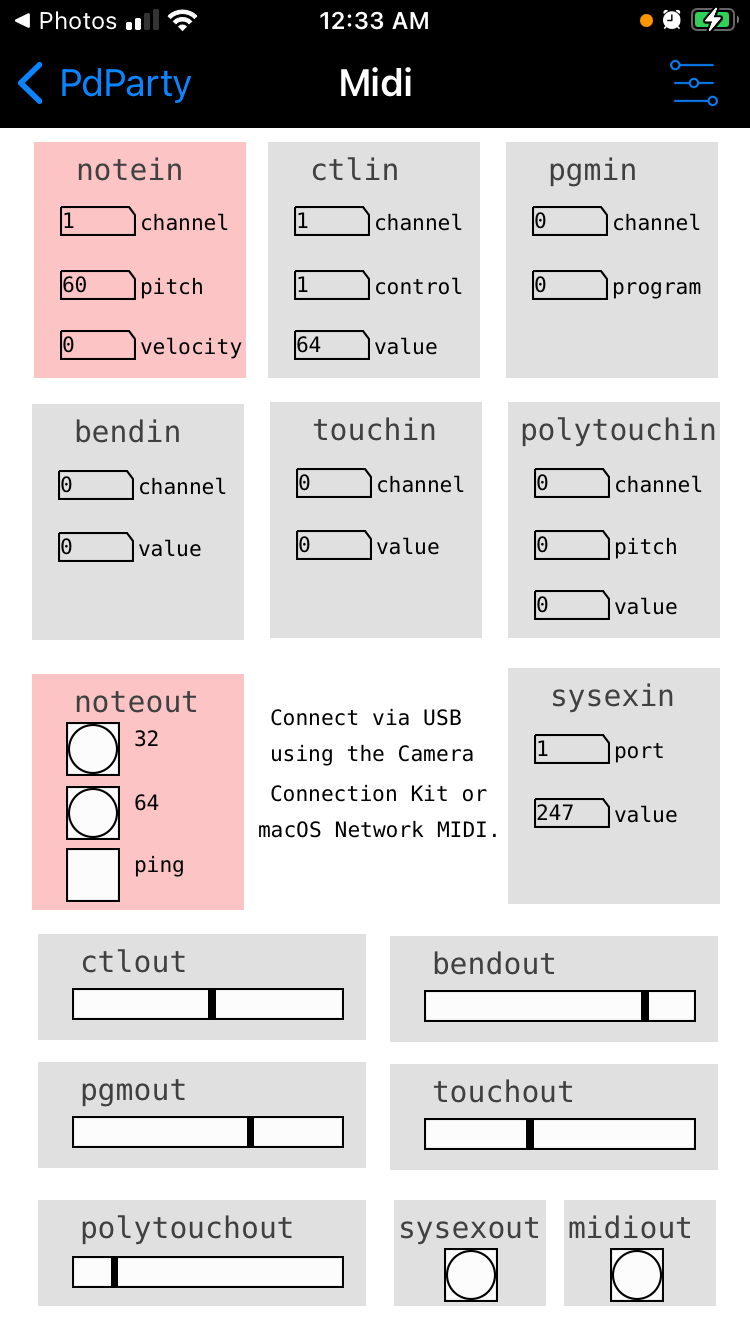 Photos 12:33 AM
PdParty Midi
notein
1 channel
60 pitch
0 velocity
ctlin
1 channel
1 control
64 value
pgmin
0 channel
0 program
bendin
0 channel
0 value
touchin
0 channel
0 value
polytouchin
0 channel
0 pitch
0 value
noteout
32
64
ping
Connect via USB
using the Camera
Connection Kit or
macOS Network MIDI.
sysexin
1 port
247 value
ctlout
bendout
pgmout
touchout
polytouchout
sysexout
midiout